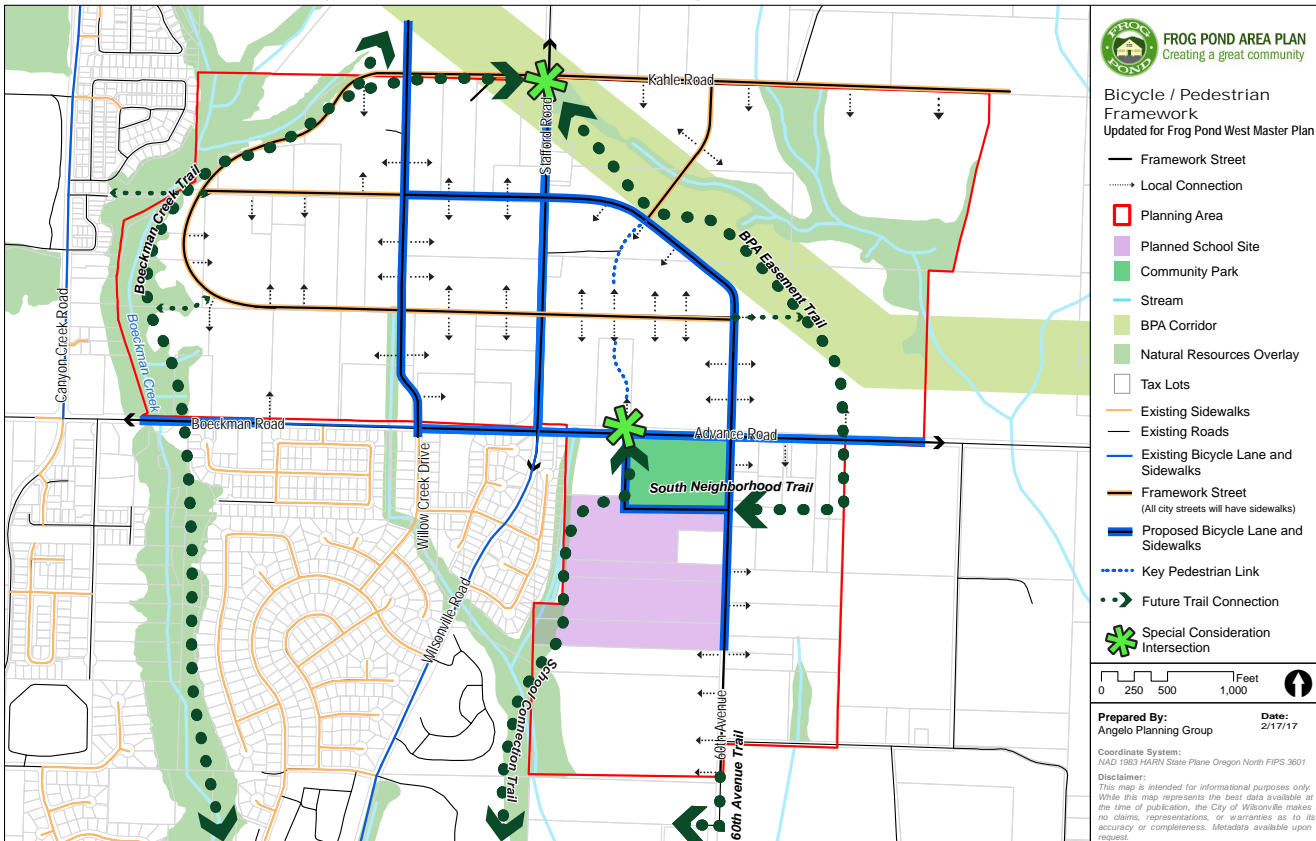 Kahle Road
Stafford Road
Boeckman Creek Trail
BPA Easement Trail
Canyon Creek Road
Boeckman Creek
Boeckman Road
Advance Road
South Neighborhood Trail
Willow Creek Drive
Wilsonville Road
School Connection Trail
60th Avenue
60th Avenue Trail
FROG POND
FROG POND AREA PLAN
Creating a great community
Bicycle / Pedestrian
Framework
Updated for Frog Pond West Master Plan
Framework Street
Local Connection
Planning Area
Planned School Site
Community Park
Stream
BPA Corridor
Natural Resources Overlay
Tax Lots
Existing Sidewalks
Existing Roads
Existing Bicycle Lane and
Sidewalks
Framework Street
(All city streets will have sidewalks)
Proposed Bicycle Lane and
Sidewalks
Key Pedestrian Link
Future Trail Connection
Special Consideration
Intersection
Feet
0 250 500 1,000
Prepared By: Date:
Angelo Planning Group 2/17/17
Coordinate System:
NAD 1983 HARN State Plane Oregon North FIPS 3601
Disclaimer:
This map is intended for informational purposes only.
While this map represents the best data available at
the time of publication, the City of Wilsonville makes
no claims, representations, or warranties as to its
accuracy or completeness. Metadata available upon
request.